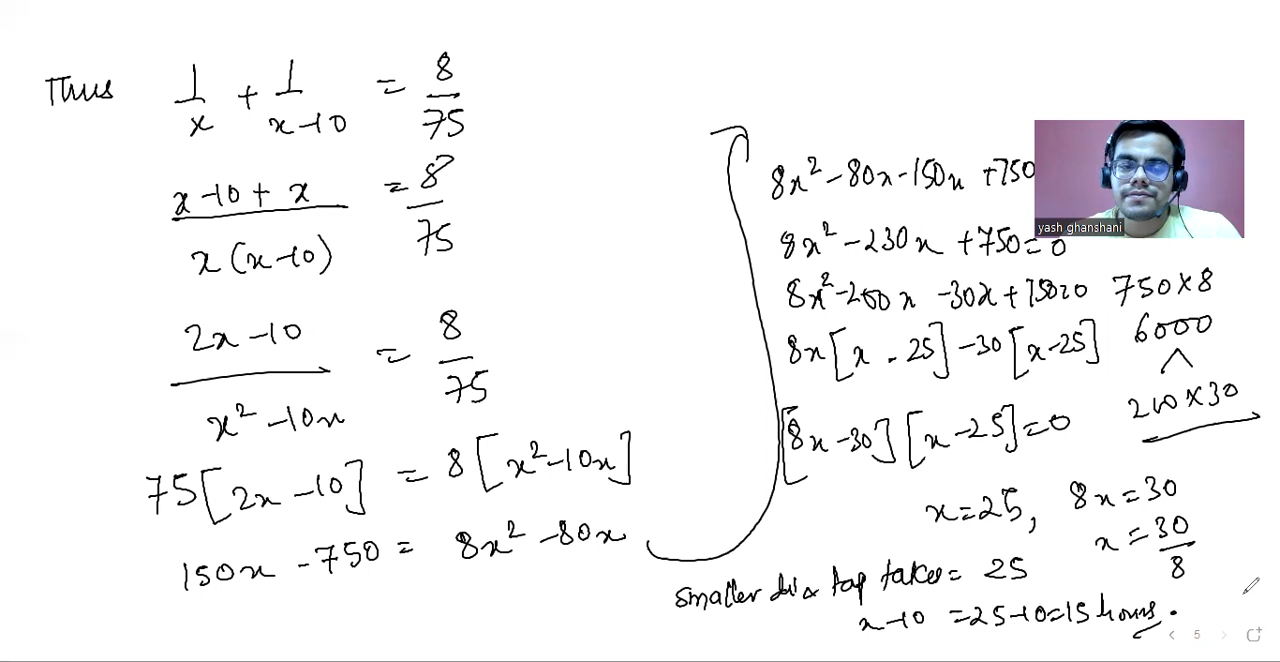 Thus 1/x + 1/x-10 = 8/75
x-10+x / x(x-10) = 8/75
2x-10 / x²-10x = 8/75
75[2x-10] = 8[x²-10x]
150x - 750 = 8x² - 80x
8x² - 80x - 150x + 750
8x² - 230x + 750 = 0
8x² - 200x - 30x + 750 = 0
8x[x - 25] - 30[x - 25]
[8x - 30][x - 25] = 0
750 × 8
6000
200 × 30
x = 25, 8x = 30
x = 30/8
Smaller dia tap takes = 25
x-10 = 25-10 = 15 hours.
yash ghanshani
5